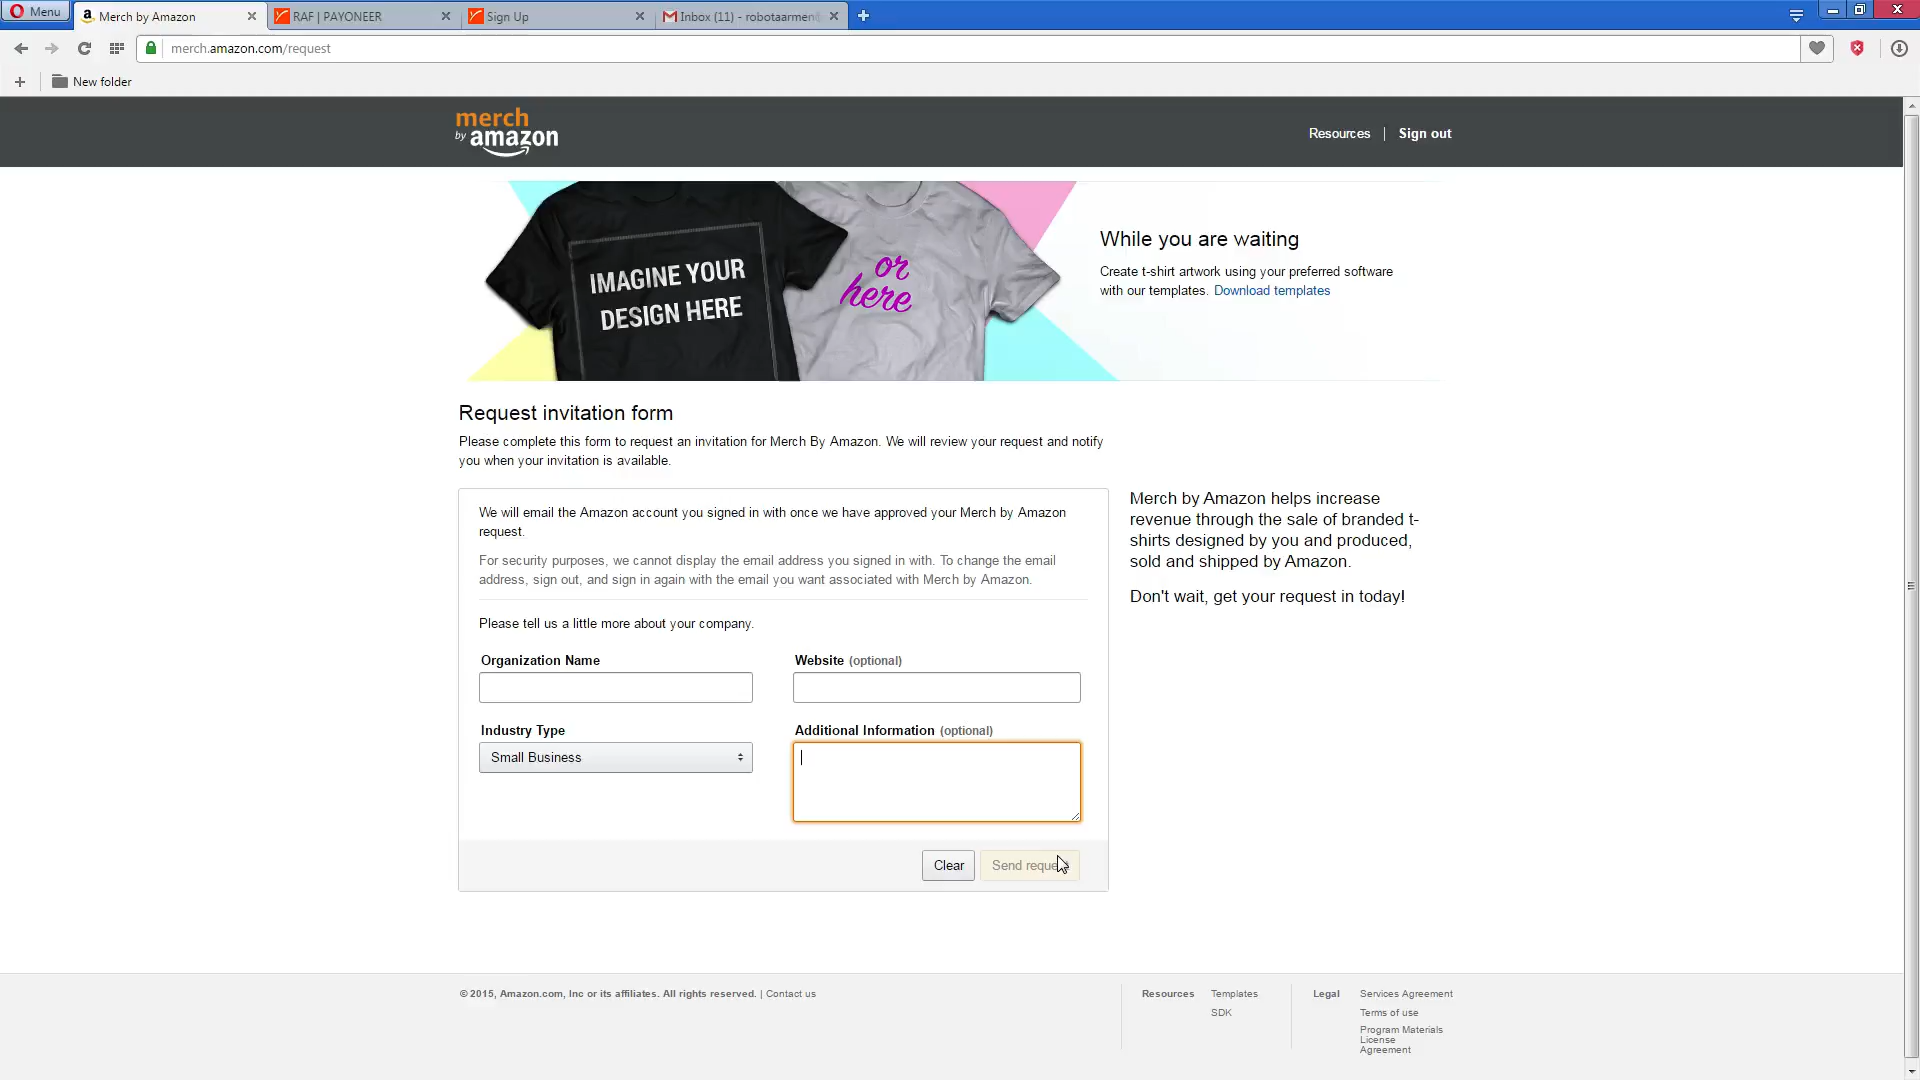 Menu
Merch by Amazon
RAF | PAYONEER
Sign Up
Inbox (11) - robotaarmen
merch.amazon.com/request
New folder
merch
by amazon
Resources | Sign out
IMAGINE YOUR
DESIGN HERE
or
here
While you are waiting
Create t-shirt artwork using your preferred software
with our templates. Download templates
Request invitation form
Please complete this form to request an invitation for Merch By Amazon. We will review your request and notify
you when your invitation is available.
We will email the Amazon account you signed in with once we have approved your Merch by Amazon
request.
For security purposes, we cannot display the email address you signed in with. To change the email
address, sign out, and sign in again with the email you want associated with Merch by Amazon.
Please tell us a little more about your company.
Organization Name
Website (optional)
Industry Type
Small Business
Additional Information (optional)
Clear
Send reque
Merch by Amazon helps increase
revenue through the sale of branded t-
shirts designed by you and produced,
sold and shipped by Amazon.
Don't wait, get your request in today!
© 2015, Amazon.com, Inc or its affiliates. All rights reserved. | Contact us
Resources
Templates
SDK
Legal
Services Agreement
Terms of use
Program Materials
License
Agreement